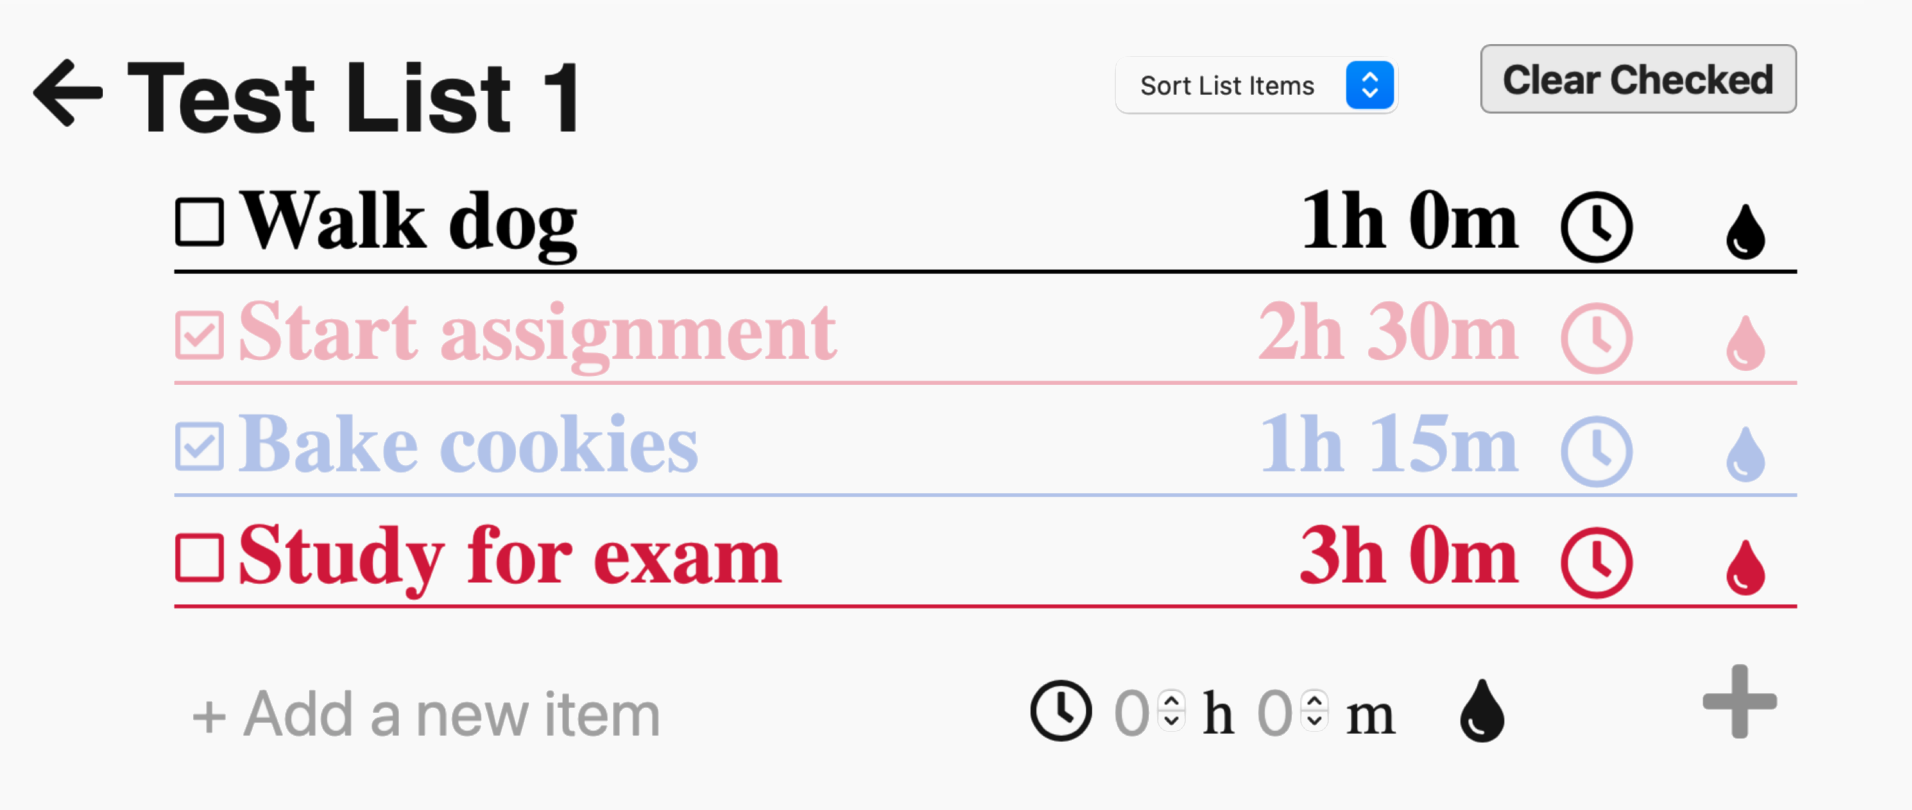 Test List 1
Sort List Items
Clear Checked
Walk dog 1h 0m
Start assignment 2h 30m
Bake cookies 1h 15m
Study for exam 3h 0m
+ Add a new item 0 h 0 m